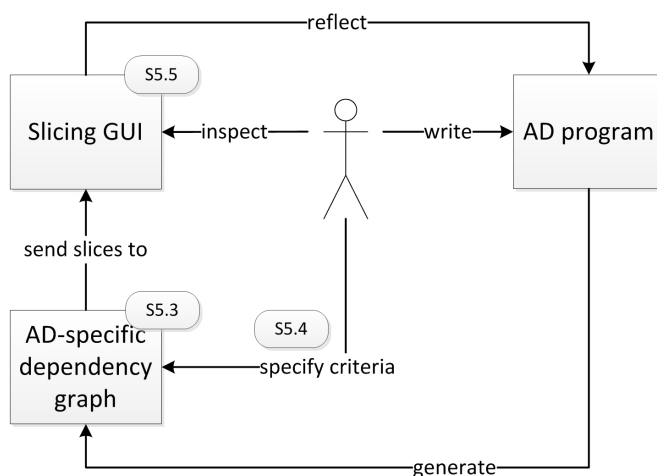 reflect
S5.5
Slicing GUI
inspect
write
AD program
send slices to
S5.3
S5.4
AD-specific
dependency
graph
specify criteria
generate